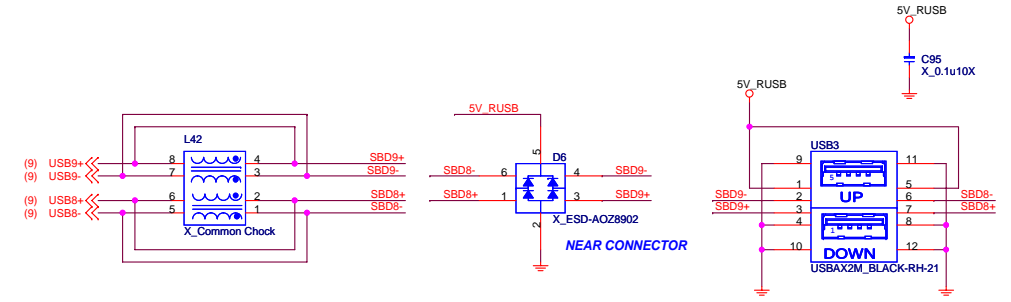 5V_RUSB
C95
X_0.1u10X
L42
(9) USB9+
(9) USB9-
(9) USB8+
(9) USB8-
8
7
6
5
4
3
2
1
SBD9+
SBD9-
SBD8+
SBD8-
X_Common Chock
5V_RUSB
5
D6
SBD8-
6
4
SBD9-
SBD8+
1
3
SBD9+
2
X_ESD-AOZ8902
NEAR CONNECTOR
5V_RUSB
USB3
9
11
1
5
5
SBD9-
2
UP
6
SBD8-
SBD9+
3
7
SBD8+
4
1
8
10
DOWN
12
USBAX2M_BLACK-RH-21